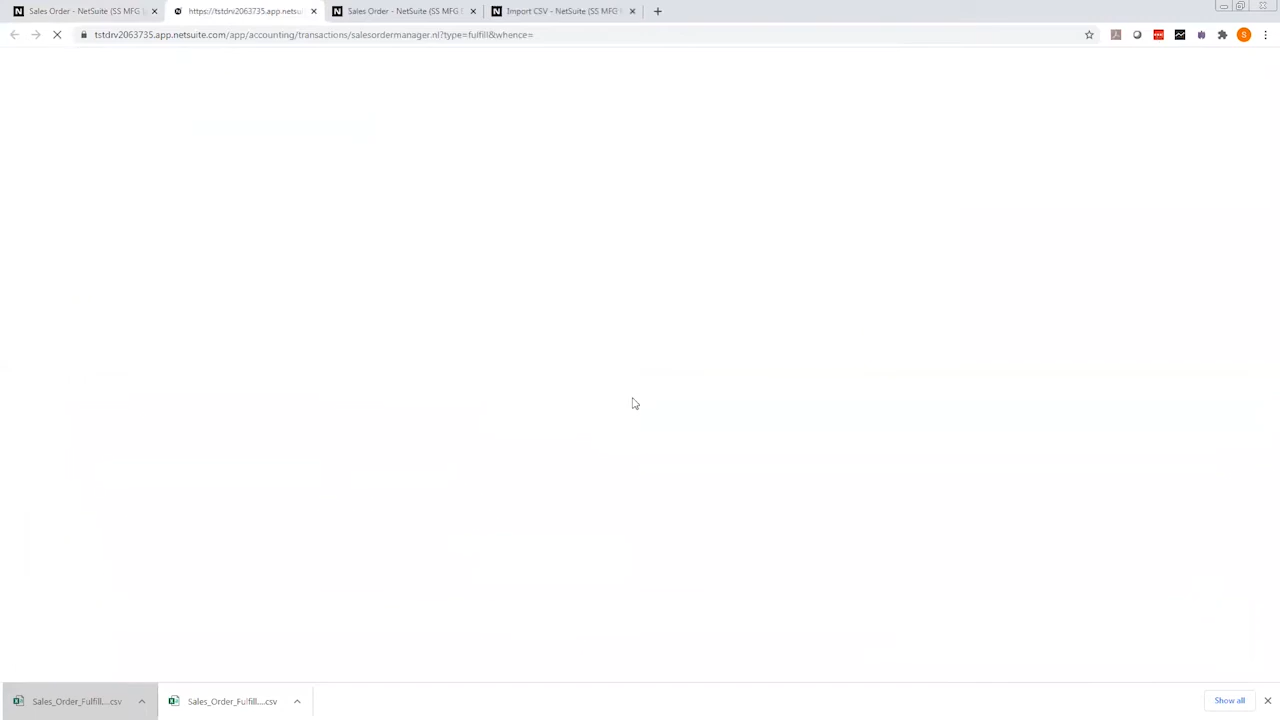 Sales Order - NetSuite (SS MFG
https://tstdrv2063735.app.netsui
Sales Order - NetSuite (SS MFG
Import CSV - NetSuite (SS MFG
tstdrv2063735.app.netsuite.com/app/accounting/transactions/salesordermanager.nl?type=fulfill&whence=
S
Sales_Order_Fulfill....csv
Sales_Order_Fulfill....csv
Show all